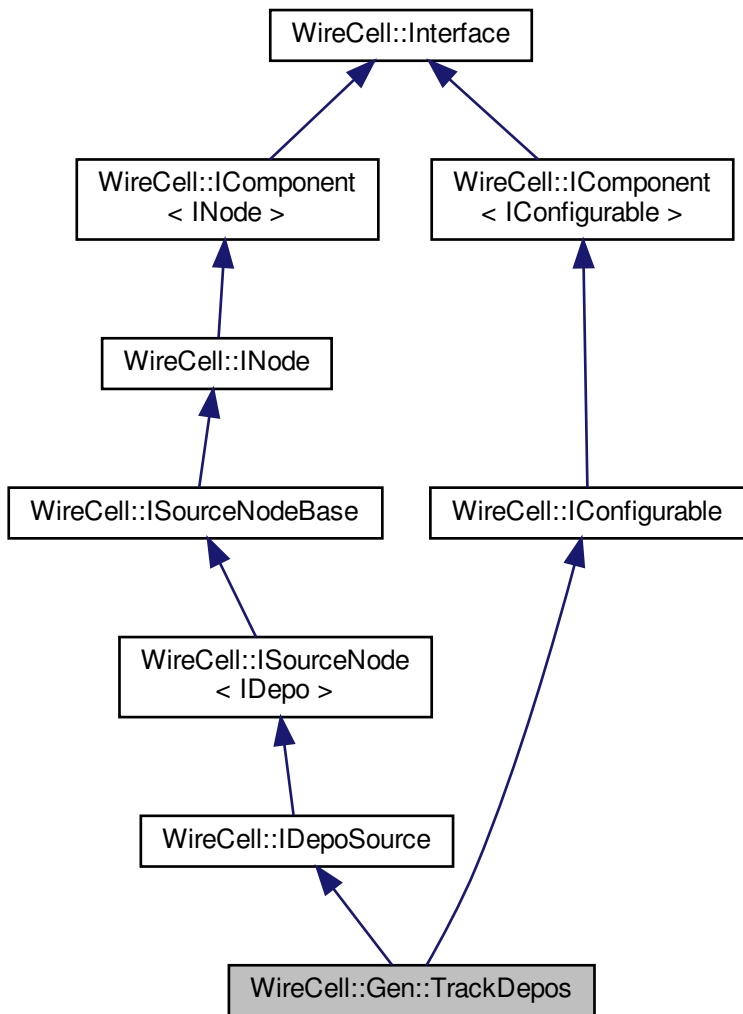 WireCell::Interface
WireCell::IComponent
< INode >
WireCell::IComponent
< IConfigurable >
WireCell::INode
WireCell::ISourceNodeBase
WireCell::IConfigurable
WireCell::ISourceNode
< IDepo >
WireCell::IDepoSource
WireCell::Gen::TrackDepos